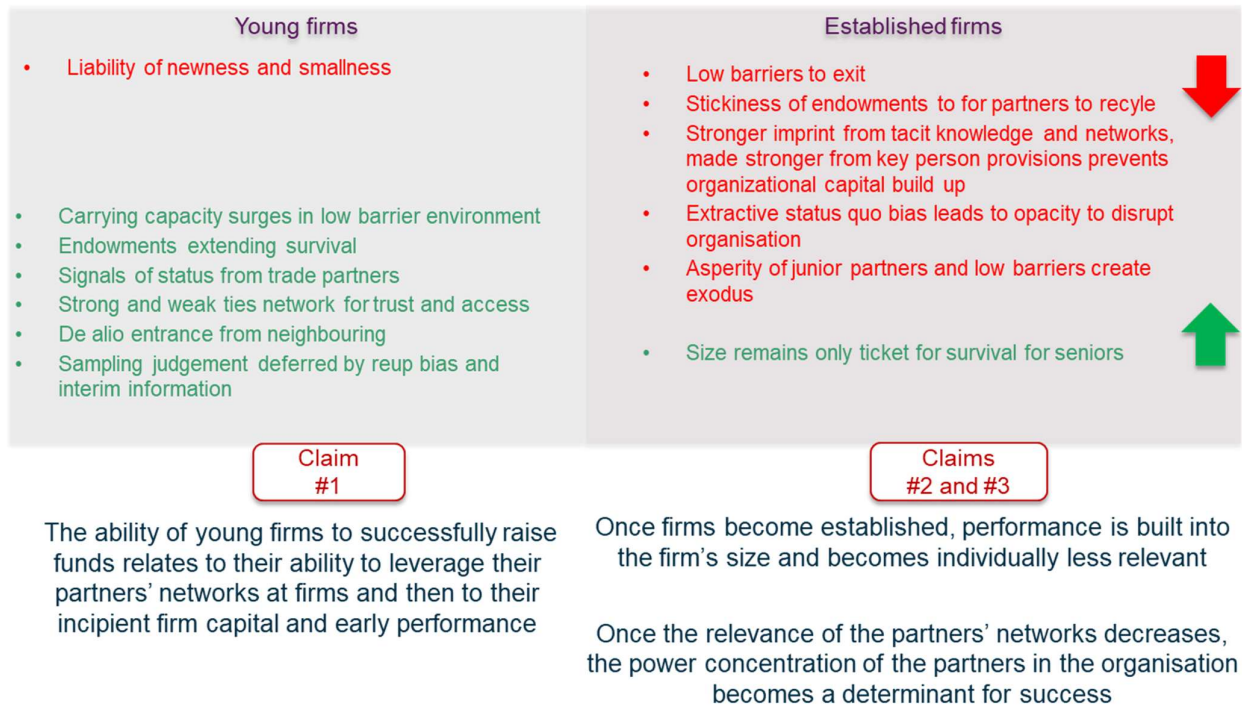 Young firms
• Liability of newness and smallness
• Carrying capacity surges in low barrier environment
• Endowments extending survival
• Signals of status from trade partners
• Strong and weak ties network for trust and access
• De alio entrance from neighbouring
• Sampling judgement deferred by reup bias and
interim information
Claim
#1
The ability of young firms to successfully raise
funds relates to their ability to leverage their
partners’ networks at firms and then to their
incipient firm capital and early performance
Established firms
• Low barriers to exit
• Stickiness of endowments to for partners to recyle
• Stronger imprint from tacit knowledge and networks,
made stronger from key person provisions prevents
organizational capital build up
• Extractive status quo bias leads to opacity to disrupt
organisation
• Asperity of junior partners and low barriers create
exodus
• Size remains only ticket for survival for seniors
Claims
#2 and #3
Once firms become established, performance is built into
the firm’s size and becomes individually less relevant
Once the relevance of the partners’ networks decreases,
the power concentration of the partners in the organisation
becomes a determinant for success